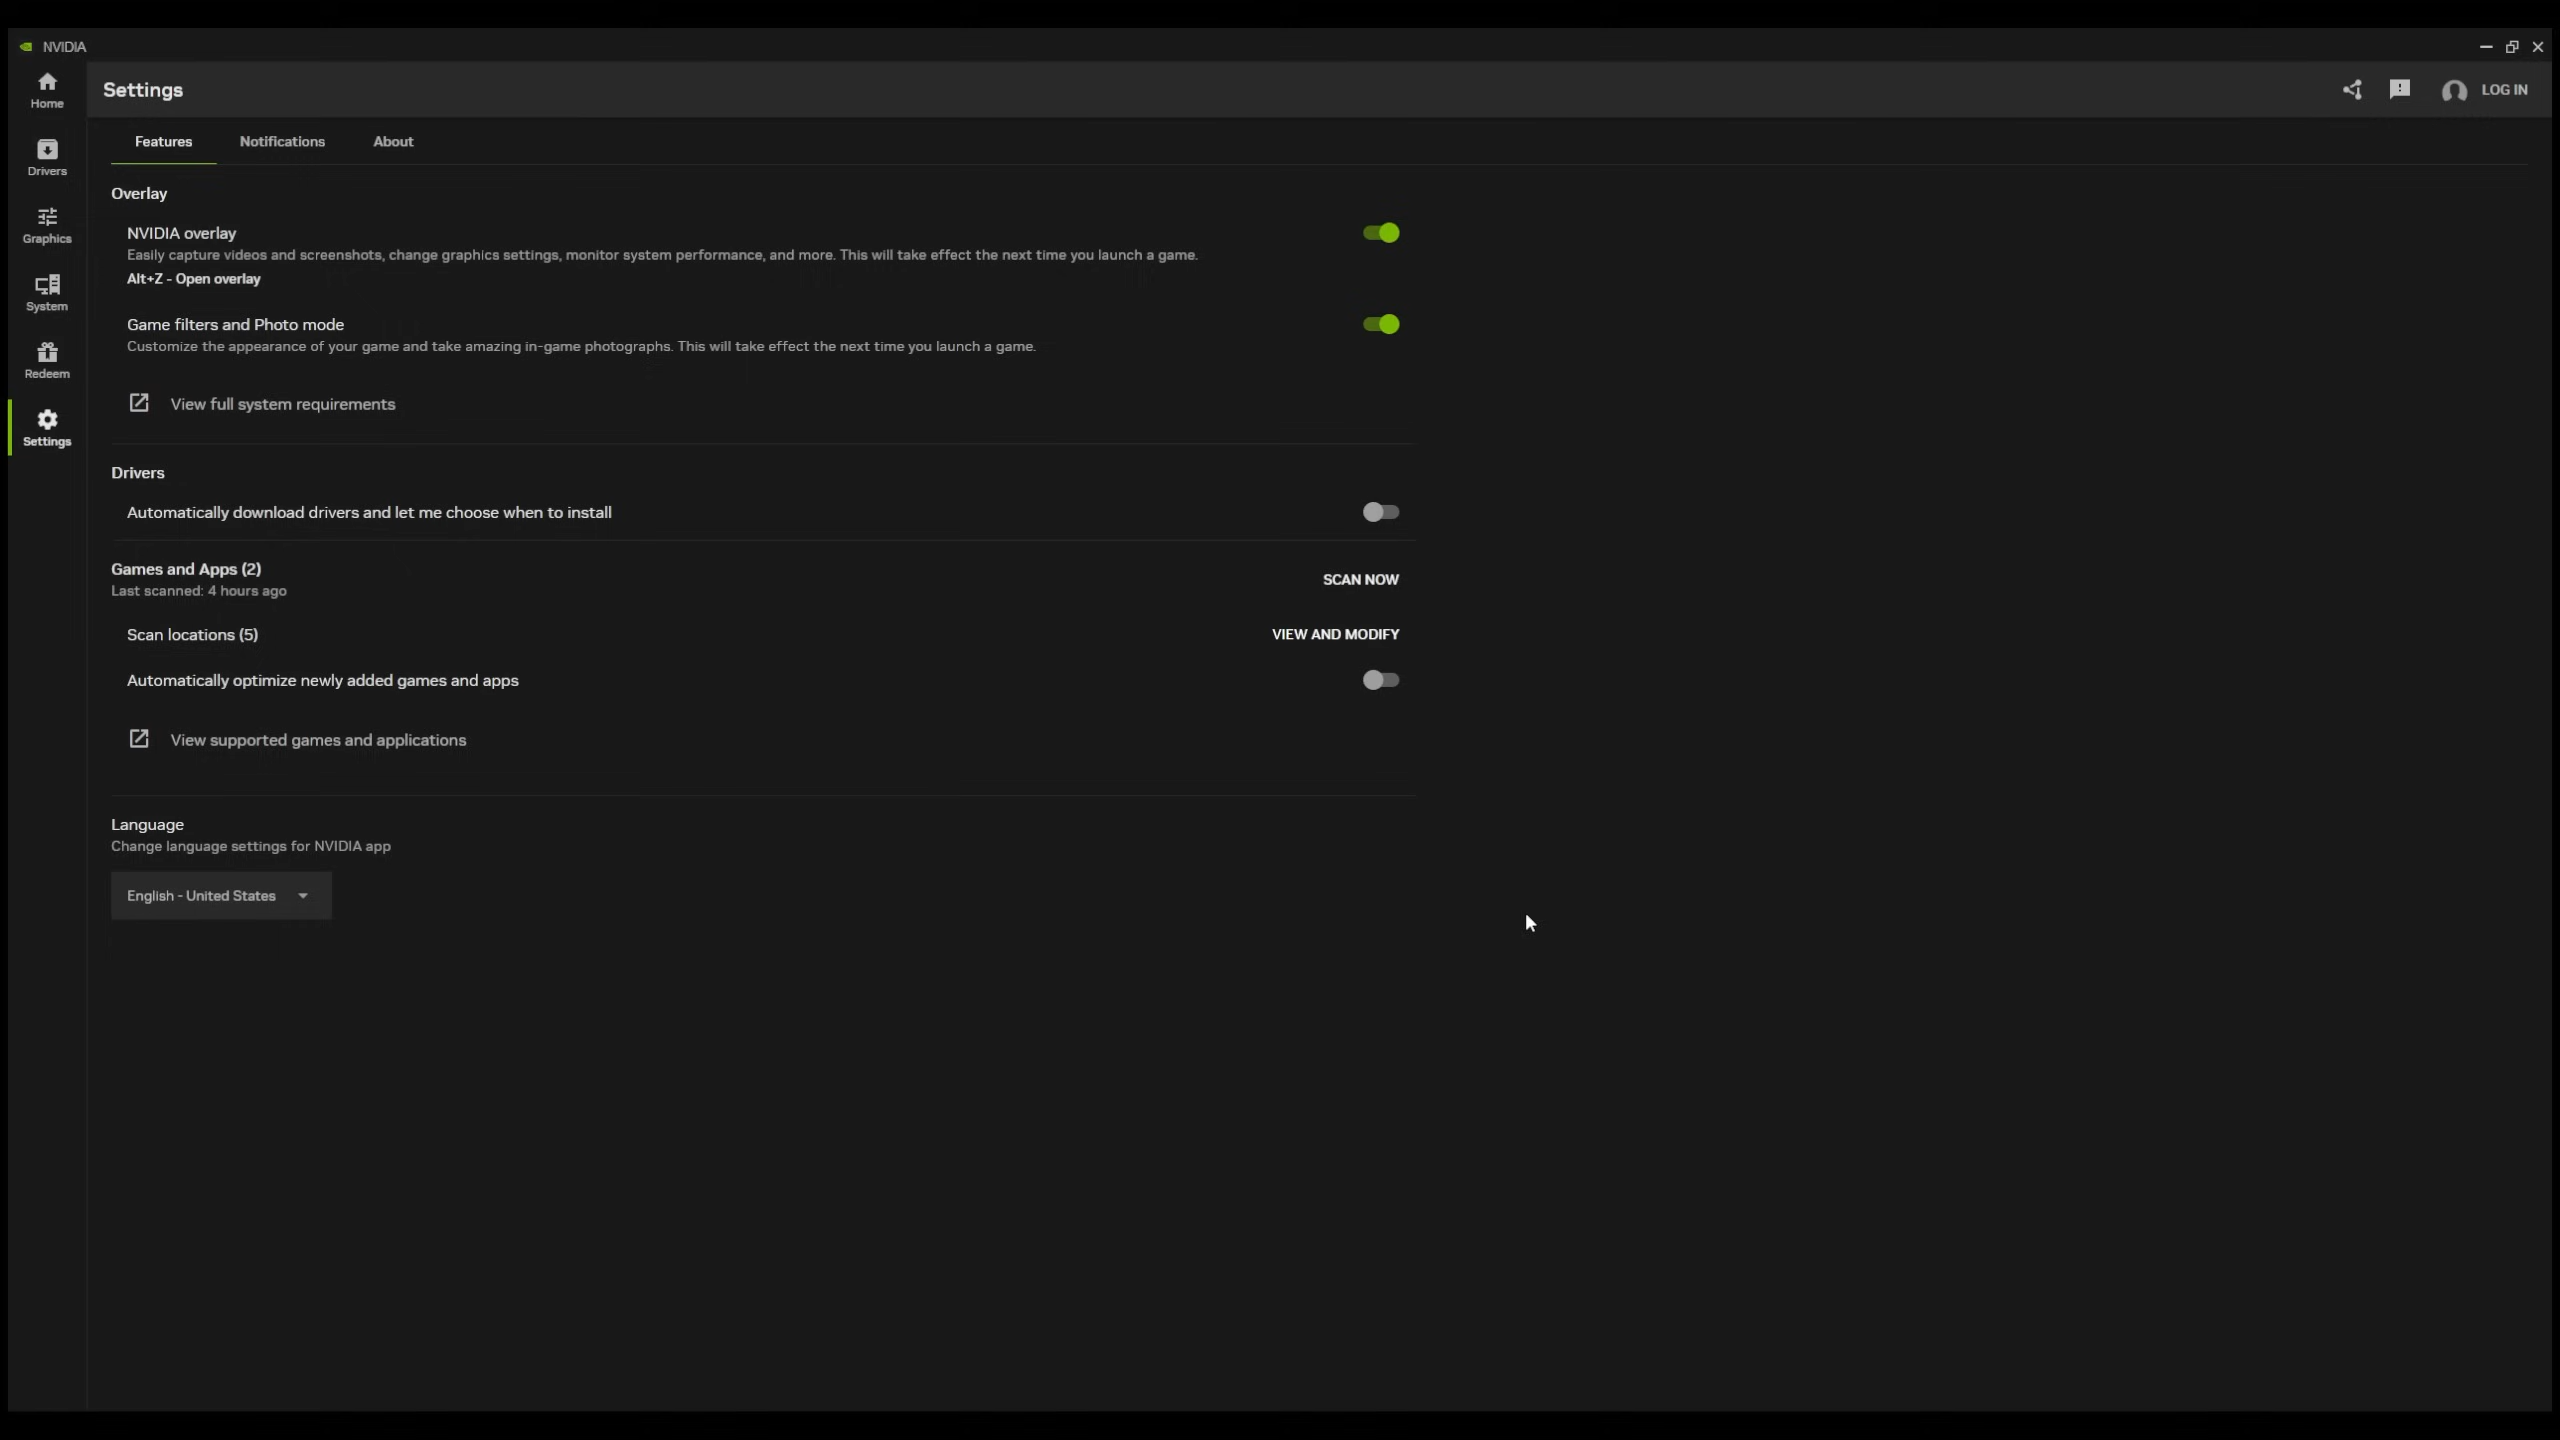 NVIDIA
Home
Drivers
Graphics
System
Redeem
Settings
Settings
LOG IN
Features
Notifications
About
Overlay
NVIDIA overlay
Easily capture videos and screenshots, change graphics settings, monitor system performance, and more. This will take effect the next time you launch a game.
Alt+Z - Open overlay
Game filters and Photo mode
Customize the appearance of your game and take amazing in-game photographs. This will take effect the next time you launch a game.
View full system requirements
Drivers
Automatically download drivers and let me choose when to install
Games and Apps (2)
Last scanned: 4 hours ago
SCAN NOW
Scan locations (5)
VIEW AND MODIFY
Automatically optimize newly added games and apps
View supported games and applications
Language
Change language settings for NVIDIA app
English - United States